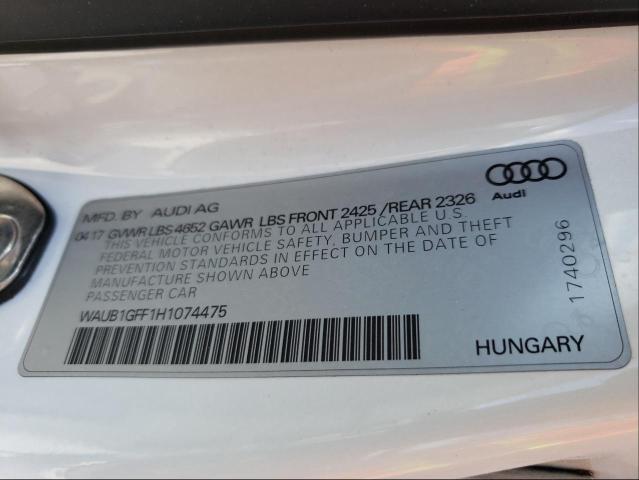 MFD. BY AUDI AG
04 17 GVWR LBS 4652 GAWR LBS FRONT 2425 /REAR 2326
THIS VEHICLE CONFORMS TO ALL APPLICABLE U.S.
FEDERAL MOTOR VEHICLE SAFETY, BUMPER AND THEFT
PREVENTION STANDARDS IN EFFECT ON THE DATE OF
MANUFACTURE SHOWN ABOVE
PASSENGER CAR
WAUB1GFF1H1074475
Audi
1740296
HUNGARY